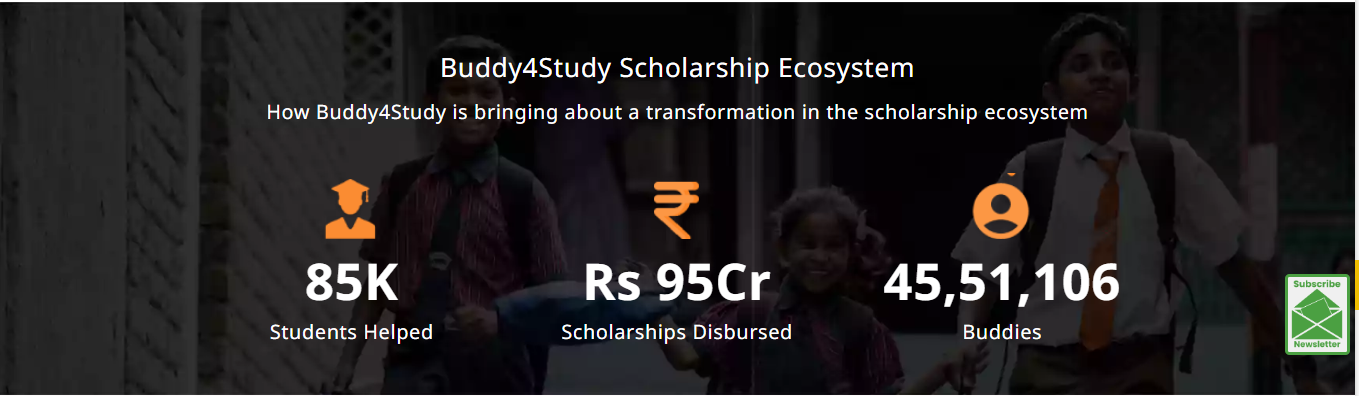 Buddy4Study Scholarship Ecosystem
How Buddy4Study is bringing about a transformation in the scholarship ecosystem
85K
Students Helped
Rs 95Cr
Scholarships Disbursed
45,51,106
Buddies
Subscribe
Newsletter